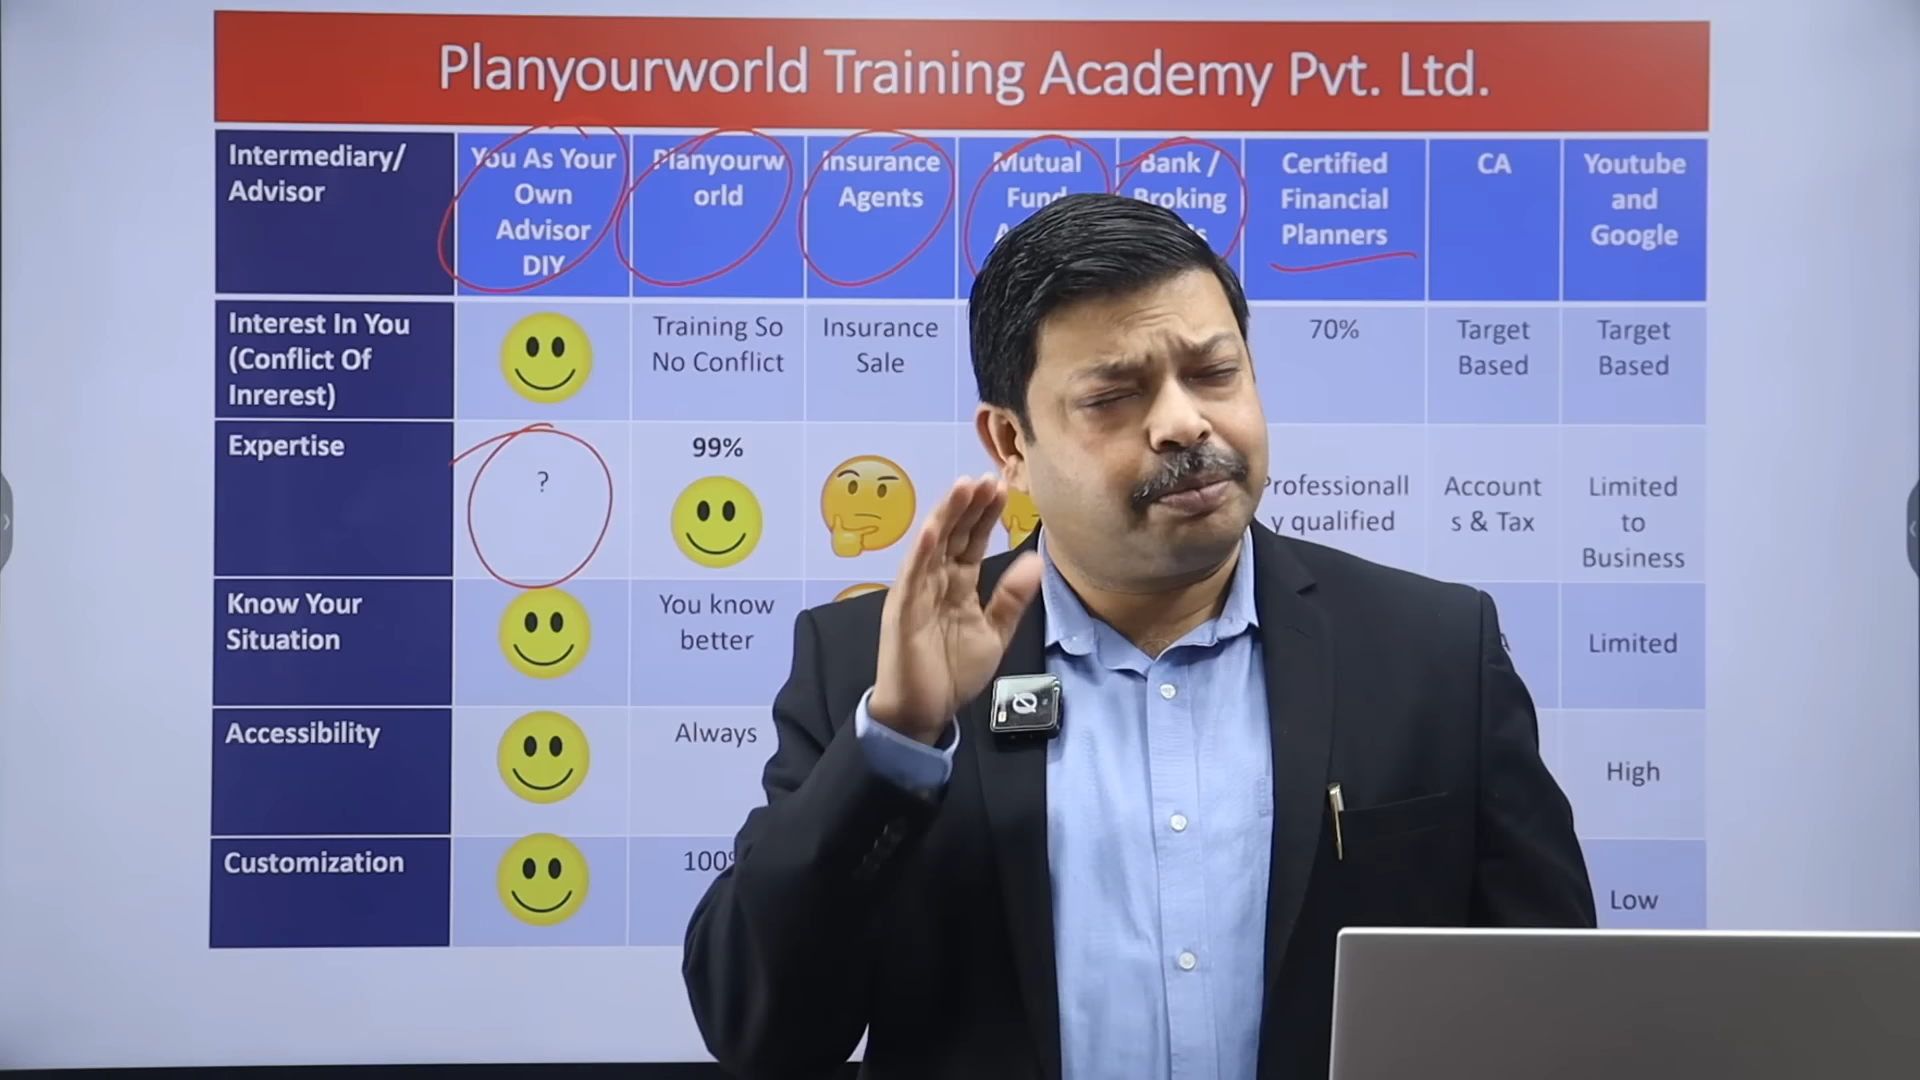 Planyourworld Training Academy Pvt. Ltd.
Intermediary/
Advisor
You As Your
Own
Advisor
DIY
Planyourw
orld
Insurance
Agents
Mutual
Fund
Bank /
Broking
Certified
Financial
Planners
CA
Youtube
and
Google
Interest In You
(Conflict Of
Inrerest)
Training So
No Conflict
Insurance
Sale
70%
Target
Based
Target
Based
Expertise
?
99%
Professionall
y qualified
Account
s & Tax
Limited
to
Business
Know Your
Situation
You know
better
Limited
Accessibility
Always
High
Customization
Low